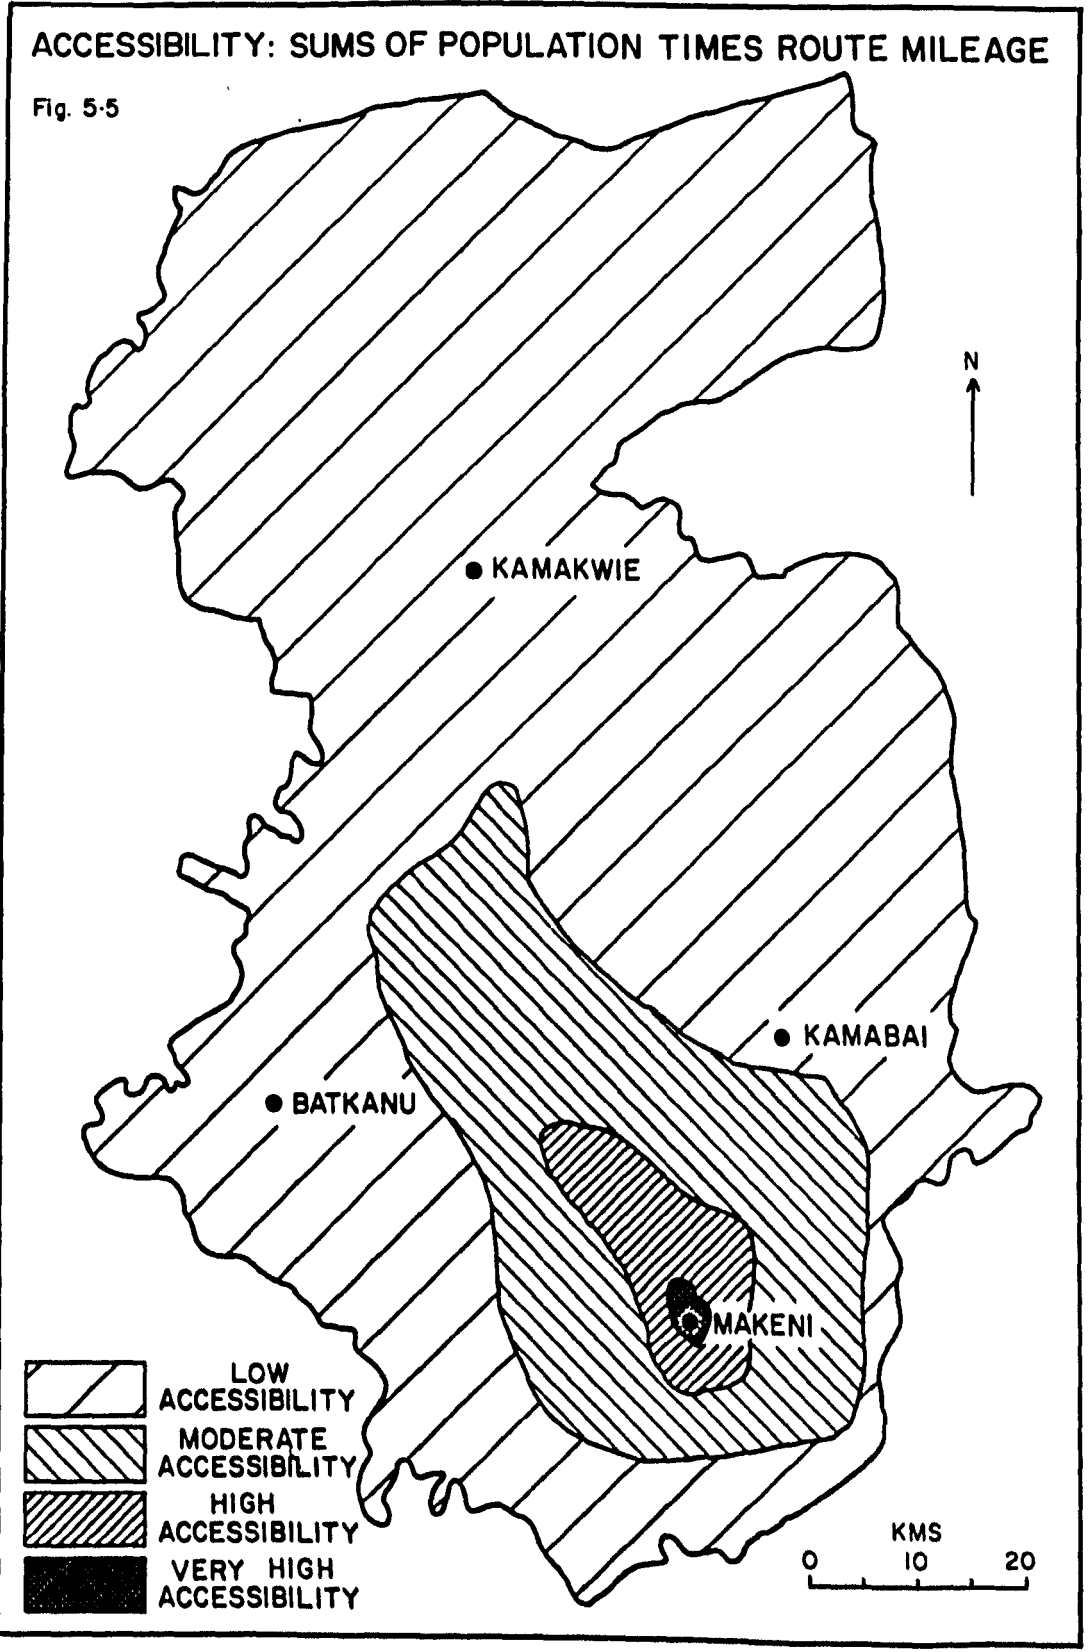 ACCESSIBILITY: SUMS OF POPULATION TIMES ROUTE MILEAGE
Fig. 5·5
N
KAMAKWIE
KAMABAI
BATKANU
MAKENI
LOW
ACCESSIBILITY
MODERATE
ACCESSIBILITY
HIGH
ACCESSIBILITY
VERY HIGH
ACCESSIBILITY
KMS
0 10 20